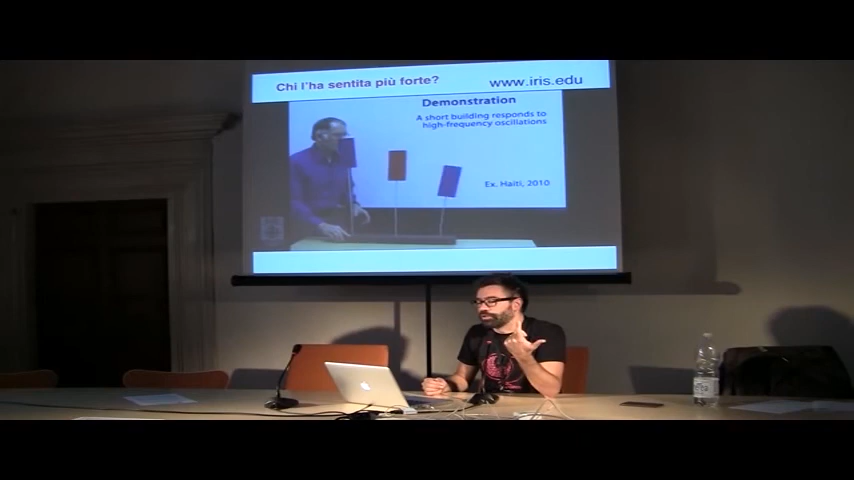 Chi l'ha sentita più forte?
www.iris.edu
Demonstration
A short building responds to
high-frequency oscillations
Ex. Haiti, 2010